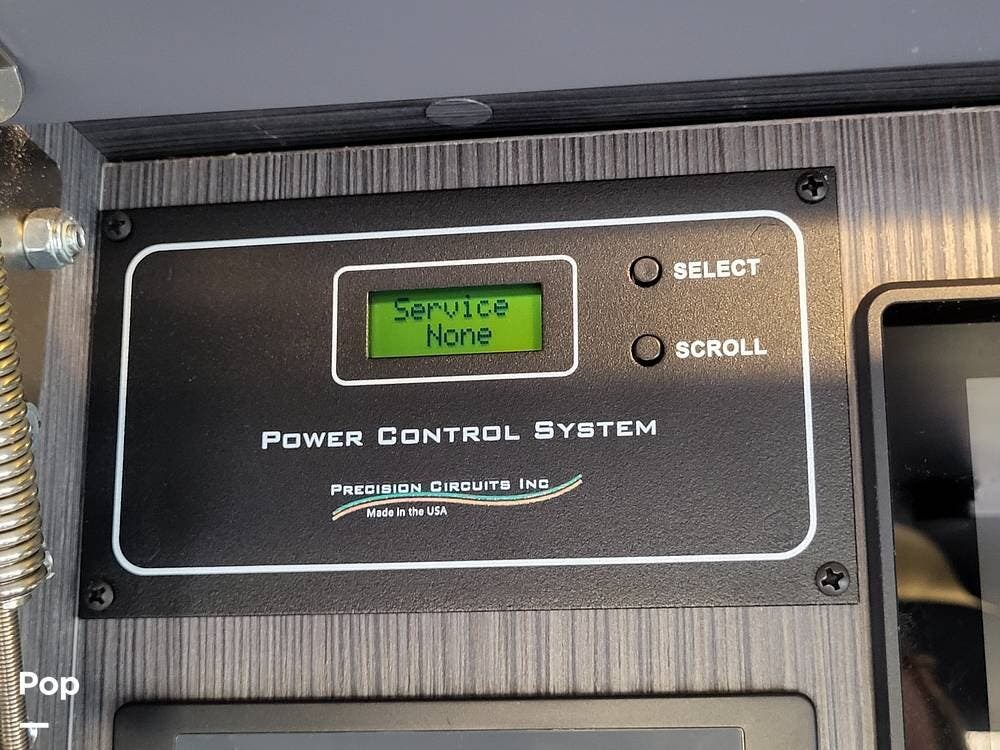 Service
None
SELECT
SCROLL
POWER CONTROL SYSTEM
PRECISION CIRCUITS INC
Made in the USA
Pop